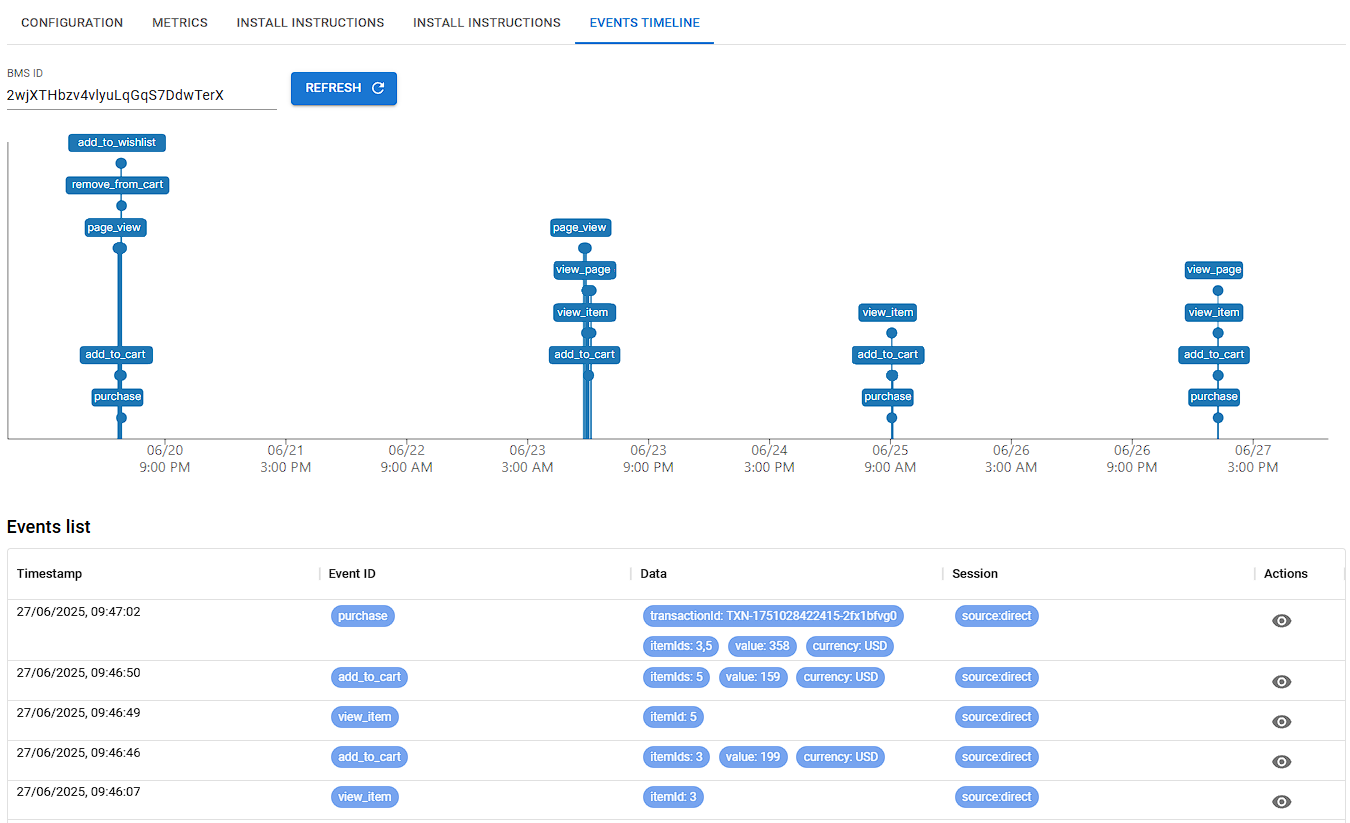 CONFIGURATION METRICS INSTALL INSTRUCTIONS INSTALL INSTRUCTIONS EVENTS TIMELINE
BMS ID
2wjXTHbzv4vlyuLqGqS7DdwTerX REFRESH
add_to_wishlist
remove_from_cart
page_view page_view
view_page view_page
view_item view_item view_item
add_to_cart add_to_cart add_to_cart add_to_cart
purchase purchase purchase
06/20 06/21 06/22 06/23 06/23 06/24 06/25 06/26 06/26 06/27
9:00 PM 3:00 PM 9:00 AM 3:00 AM 9:00 PM 3:00 PM 9:00 AM 3:00 AM 9:00 PM 3:00 PM
Events list
Timestamp Event ID Data Session Actions
27/06/2025, 09:47:02 purchase transactionId: TXN-1751028422415-2fx1bfvg0 source:direct
itemIds: 3,5 value: 358 currency: USD
27/06/2025, 09:46:50 add_to_cart itemIds: 5 value: 159 currency: USD source:direct
27/06/2025, 09:46:49 view_item itemId: 5 source:direct
27/06/2025, 09:46:46 add_to_cart itemIds: 3 value: 199 currency: USD source:direct
27/06/2025, 09:46:07 view_item itemId: 3 source:direct